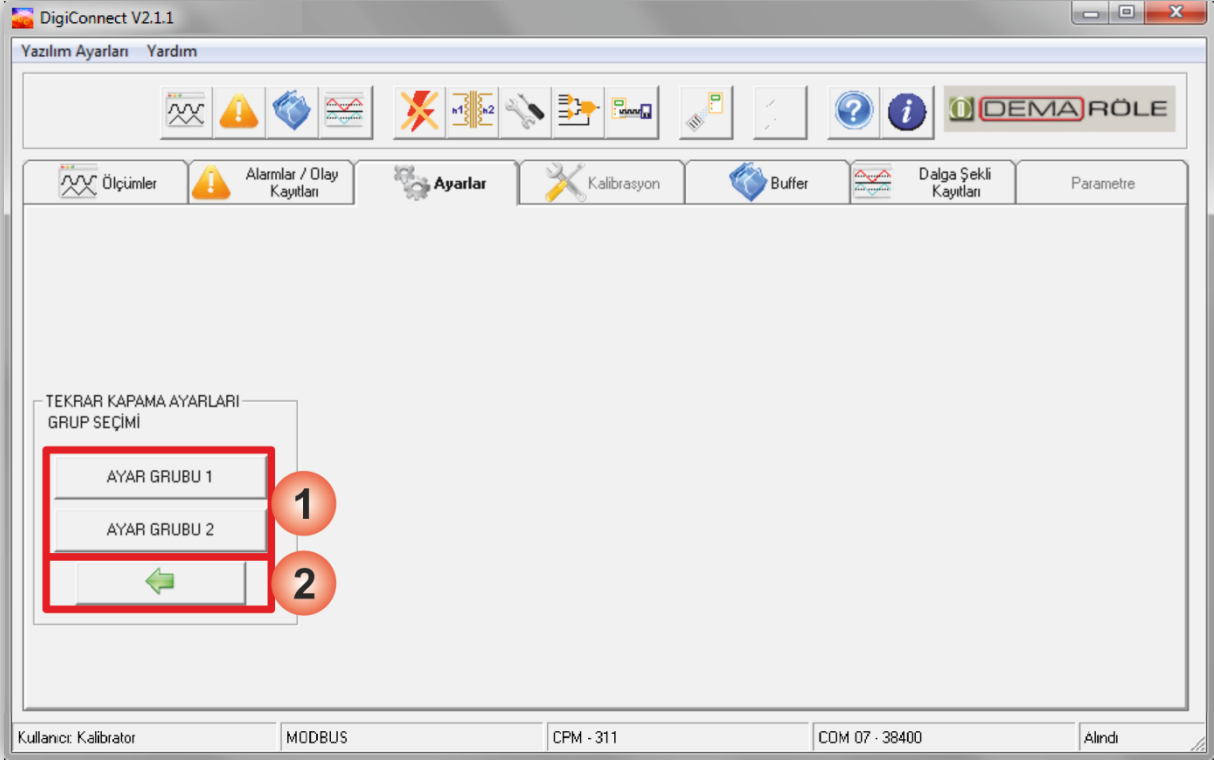 DigiConnect V2.1.1
Yazılım Ayarları Yardım
n1 n2
DEMA RÖLE
Ölçümler
Alarmlar / Olay
Kayıtları
Ayarlar
Kalibrasyon
Buffer
Dalga Şekli
Kayıtları
Parametre
TEKRAR KAPAMA AYARLARI
GRUP SEÇİMİ
AYAR GRUBU 1
1
AYAR GRUBU 2
2
Kullanıcı: Kalibrator
MODBUS
CPM - 311
COM 07 - 38400
Alındı